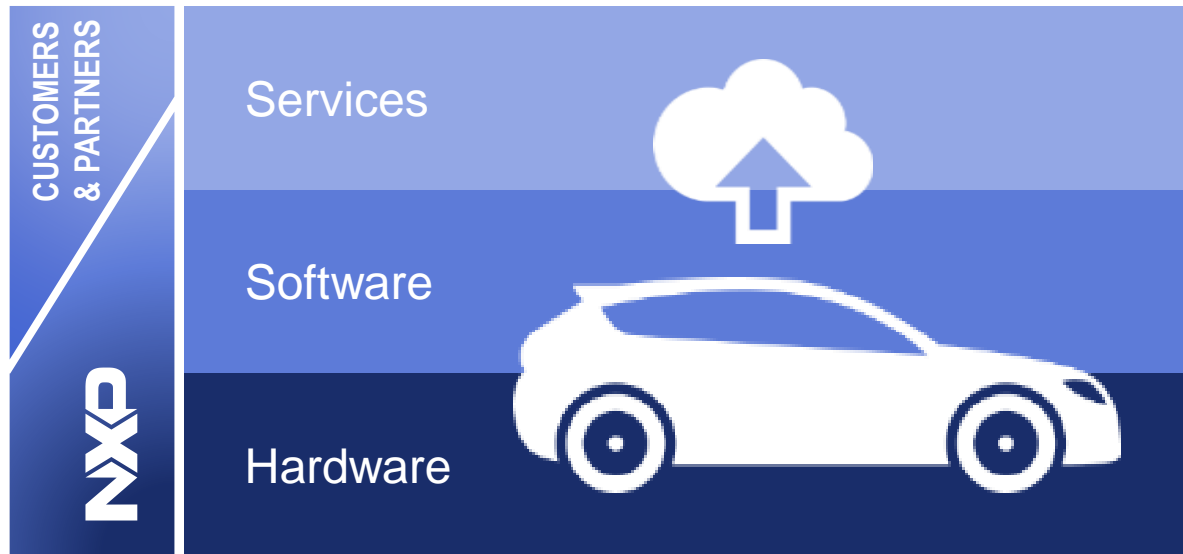 CUSTOMERS
& PARTNERS
NXP
Services
Software
Hardware